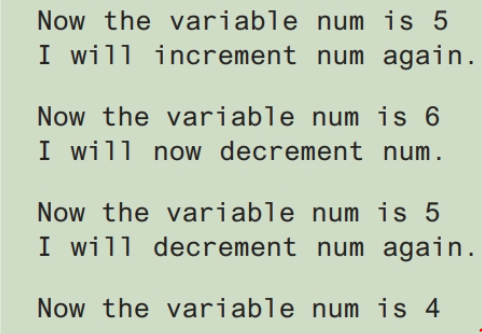 Now the variable num is 5
I will increment num again.
Now the variable num is 6
I will now decrement num.
Now the variable num is 5
I will decrement num again.
Now the variable num is 4